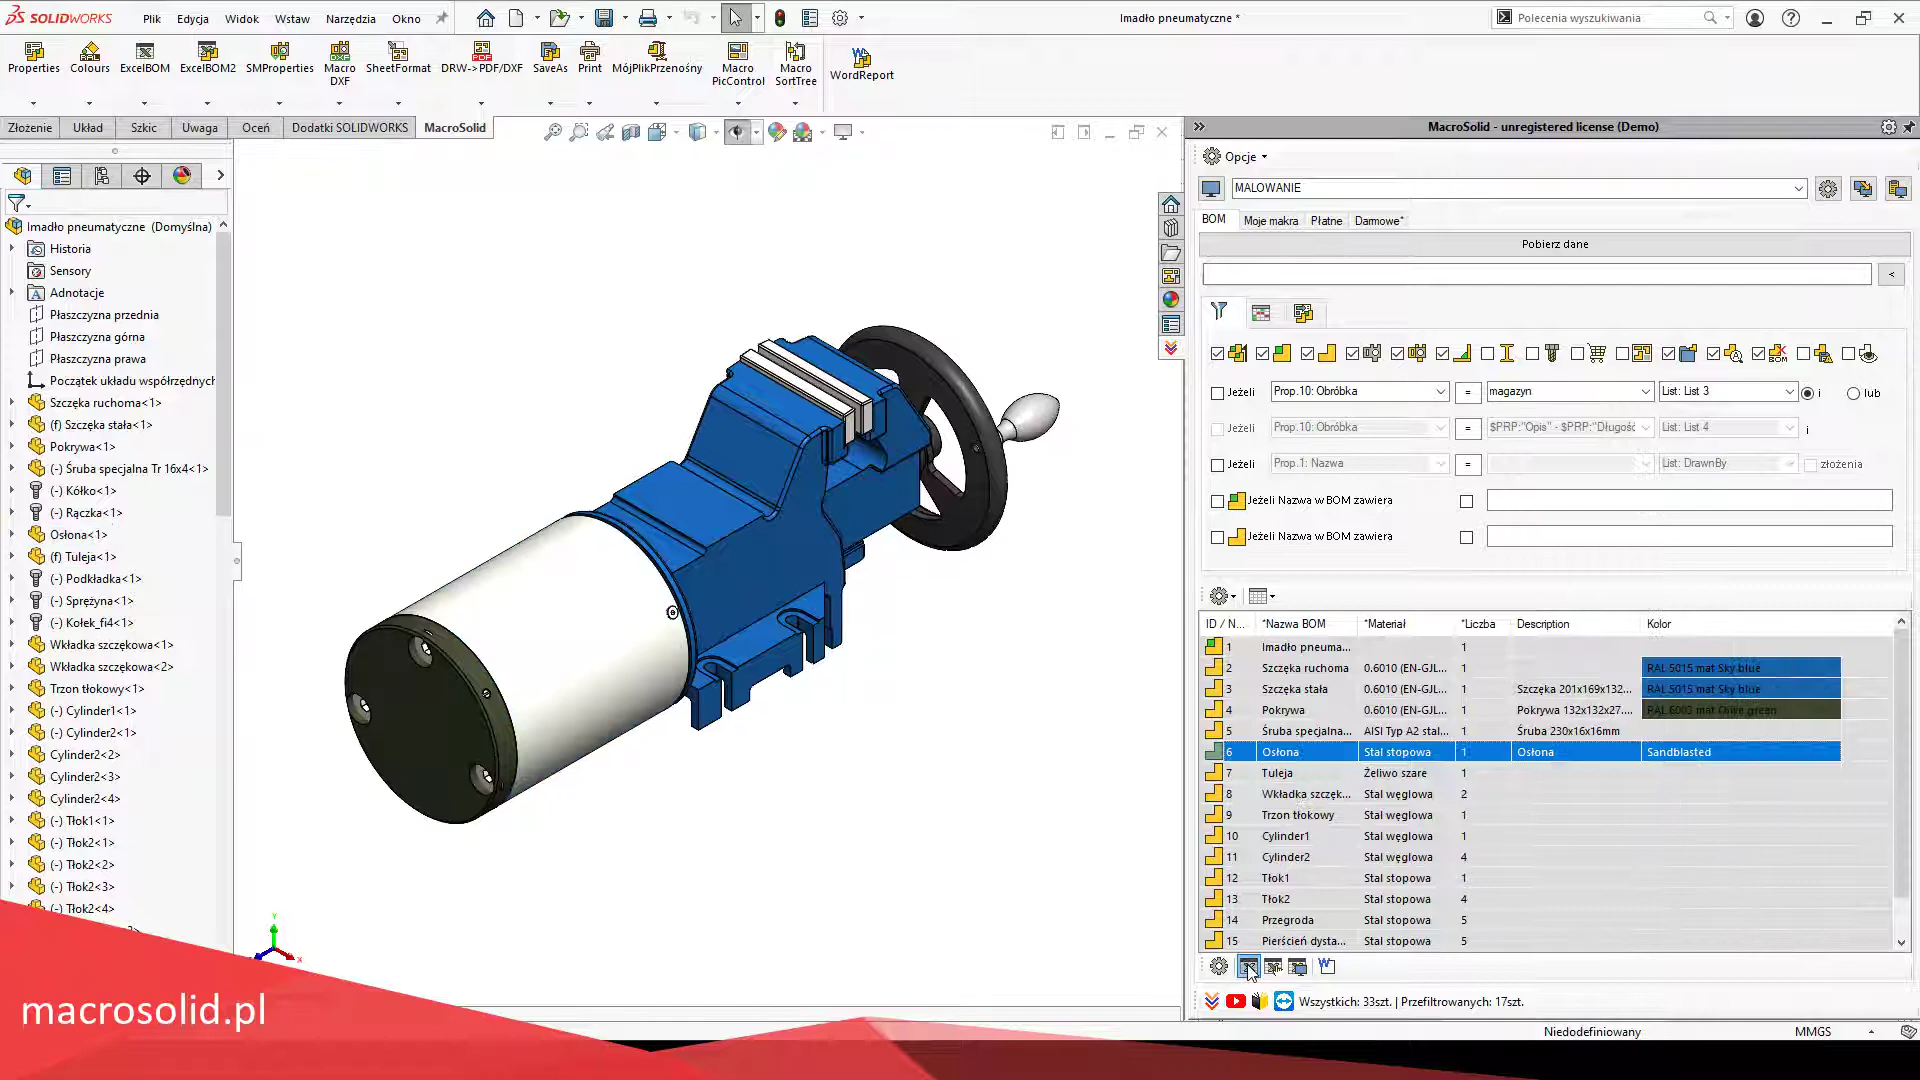 SOLIDWORKS
Plik
Edycja
Widok
Wstaw
Narzędzia
Okno
Imadło pneumatyczne *
Polecenia wyszukiwania
Properties
Colours
ExcelBOM
ExcelBOM2
SMProperties
Macro
DXF
SheetFormat
DRW->PDF/DXF
SaveAs
Print
MójPlikPrzenośny
Macro
PicControl
Macro
SortTree
WordReport
Złożenie
Układ
Szkic
Uwaga
Oceń
Dodatki SOLIDWORKS
MacroSolid
Imadło pneumatyczne (Domyślna)
Historia
Sensory
Adnotacje
Płaszczyzna przednia
Płaszczyzna górna
Płaszczyzna prawa
Początek układu współrzędnych
Szczęka ruchoma<1>
(f) Szczęka stała<1>
Pokrywa<1>
(-) Śruba specjalna Tr 16x4<1>
(-) Kółko<1>
(-) Rączka<1>
Osłona<1>
(f) Tuleja<1>
(-) Podkładka<1>
(-) Sprężyna<1>
(-) Kołek_fi4<1>
Wkładka szczękowa<1>
Wkładka szczękowa<2>
Trzon tłokowy<1>
(-) Cylinder1<1>
(-) Cylinder2<1>
Cylinder2<2>
Cylinder2<3>
Cylinder2<4>
(-) Tłok1<1>
(-) Tłok2<1>
(-) Tłok2<2>
(-) Tłok2<3>
(-) Tłok2<4>
Y
X
macrosolid.pl
MacroSolid - unregistered license (Demo)
Opcje
MALOWANIE
BOM
Moje makra
Płatne
Darmowe*
Pobierz dane
<
Jeżeli Prop.10: Obróbka = magazyn List: List 3 i lub
Jeżeli Prop.10: Obróbka = $PRP:"Opis" - $PRP:"Długość List: List 4 i
Jeżeli Prop.1: Nazwa = List: DrawnBy złożenia
Jeżeli Nazwa w BOM zawiera
Jeżeli Nazwa w BOM zawiera
ID / N... *Nazwa BOM *Materiał *Liczba Description Kolor
1 Imadło pneuma... 1
2 Szczęka ruchoma 0.6010 (EN-GJL... 1 RAL 5015 mat Sky blue
3 Szczęka stała 0.6010 (EN-GJL... 1 Szczęka 201x169x132... RAL 5015 mat Sky blue
4 Pokrywa 0.6010 (EN-GJL... 1 Pokrywa 132x132x27.... RAL 6003 mat Olive green
5 Śruba specjalna... AISI Typ A2 stal... 1 Śruba 230x16x16mm
6 Osłona Stal stopowa 1 Osłona Sandblasted
7 Tuleja Żeliwo szare 1
8 Wkładka szczęk... Stal węglowa 2
9 Trzon tłokowy Stal węglowa 1
10 Cylinder1 Stal węglowa 1
11 Cylinder2 Stal węglowa 4
12 Tłok1 Stal stopowa 1
13 Tłok2 Stal stopowa 4
14 Przegroda Stal stopowa 5
15 Pierścień dysta... Stal stopowa 5
Wszystkich: 33szt. | Przefiltrowanych: 17szt.
Niedodefiniowany
MMGS